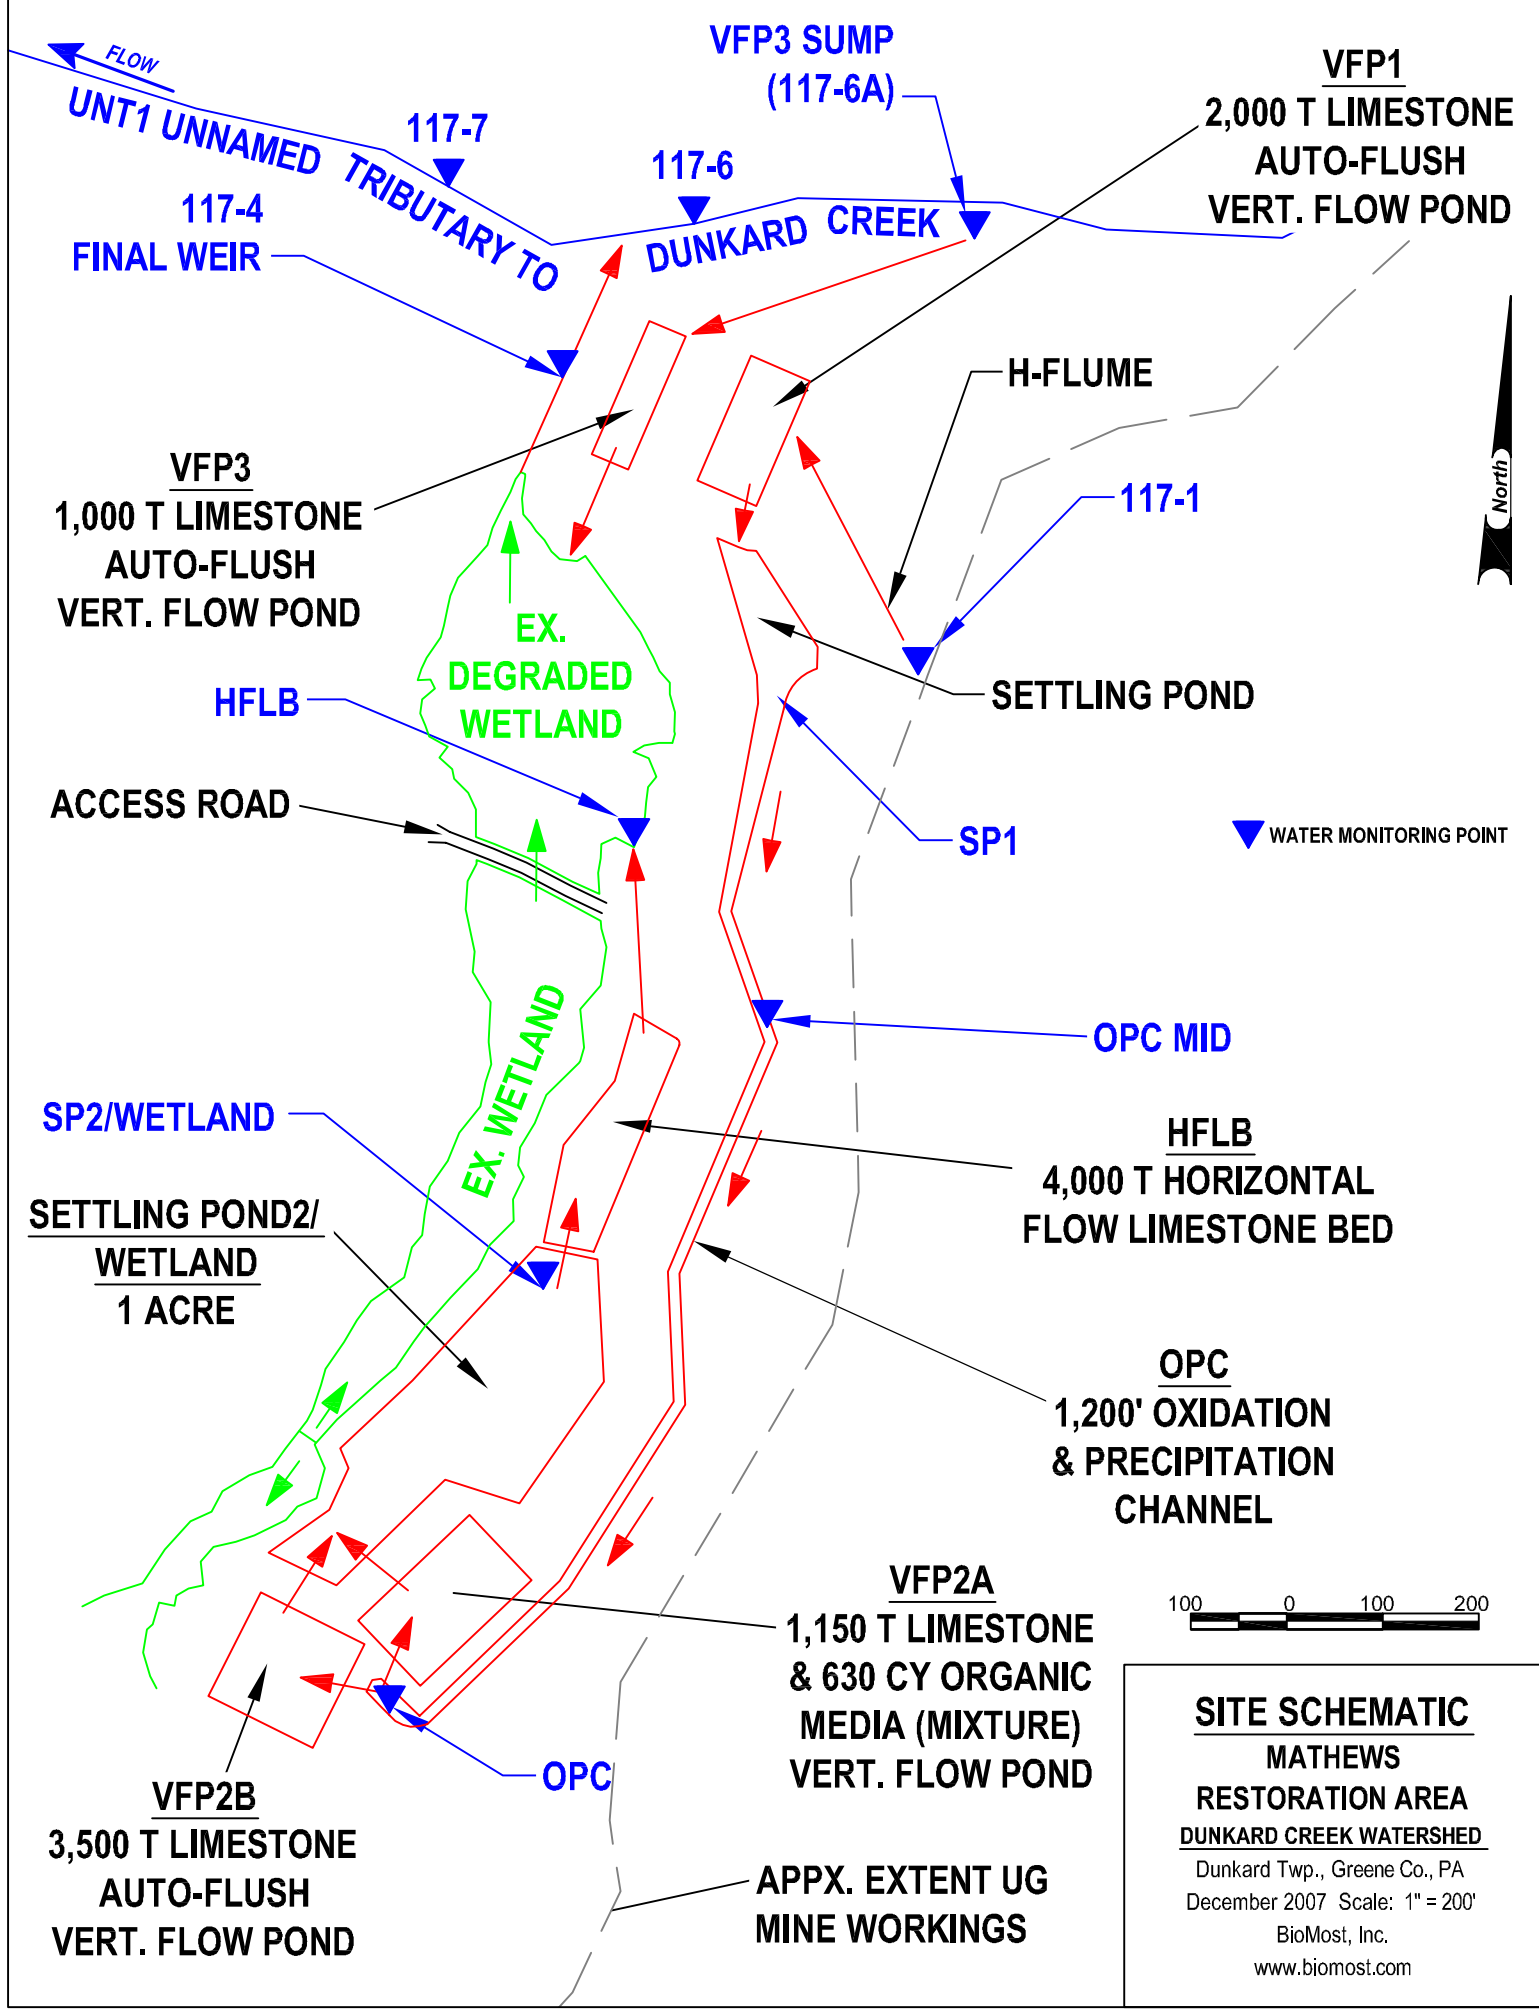 FLOW
UNT1 UNNAMED TRIBUTARY TO DUNKARD CREEK
117-7
117-6
VFP3 SUMP
(117-6A)
VFP1
2,000 T LIMESTONE
AUTO-FLUSH
VERT. FLOW POND
117-4
FINAL WEIR
H-FLUME
North
VFP3
1,000 T LIMESTONE
AUTO-FLUSH
VERT. FLOW POND
117-1
EX.
DEGRADED
WETLAND
SETTLING POND
HFLB
ACCESS ROAD
SP1
WATER MONITORING POINT
EX. WETLAND
OPC MID
SP2/WETLAND
HFLB
4,000 T HORIZONTAL
FLOW LIMESTONE BED
SETTLING POND2/
WETLAND
1 ACRE
OPC
1,200' OXIDATION
& PRECIPITATION
CHANNEL
VFP2A
1,150 T LIMESTONE
& 630 CY ORGANIC
MEDIA (MIXTURE)
VERT. FLOW POND
100 0 100 200
OPC
VFP2B
3,500 T LIMESTONE
AUTO-FLUSH
VERT. FLOW POND
APPX. EXTENT UG
MINE WORKINGS
SITE SCHEMATIC
MATHEWS
RESTORATION AREA
DUNKARD CREEK WATERSHED
Dunkard Twp., Greene Co., PA
December 2007 Scale: 1" = 200'
BioMost, Inc.
www.biomost.com